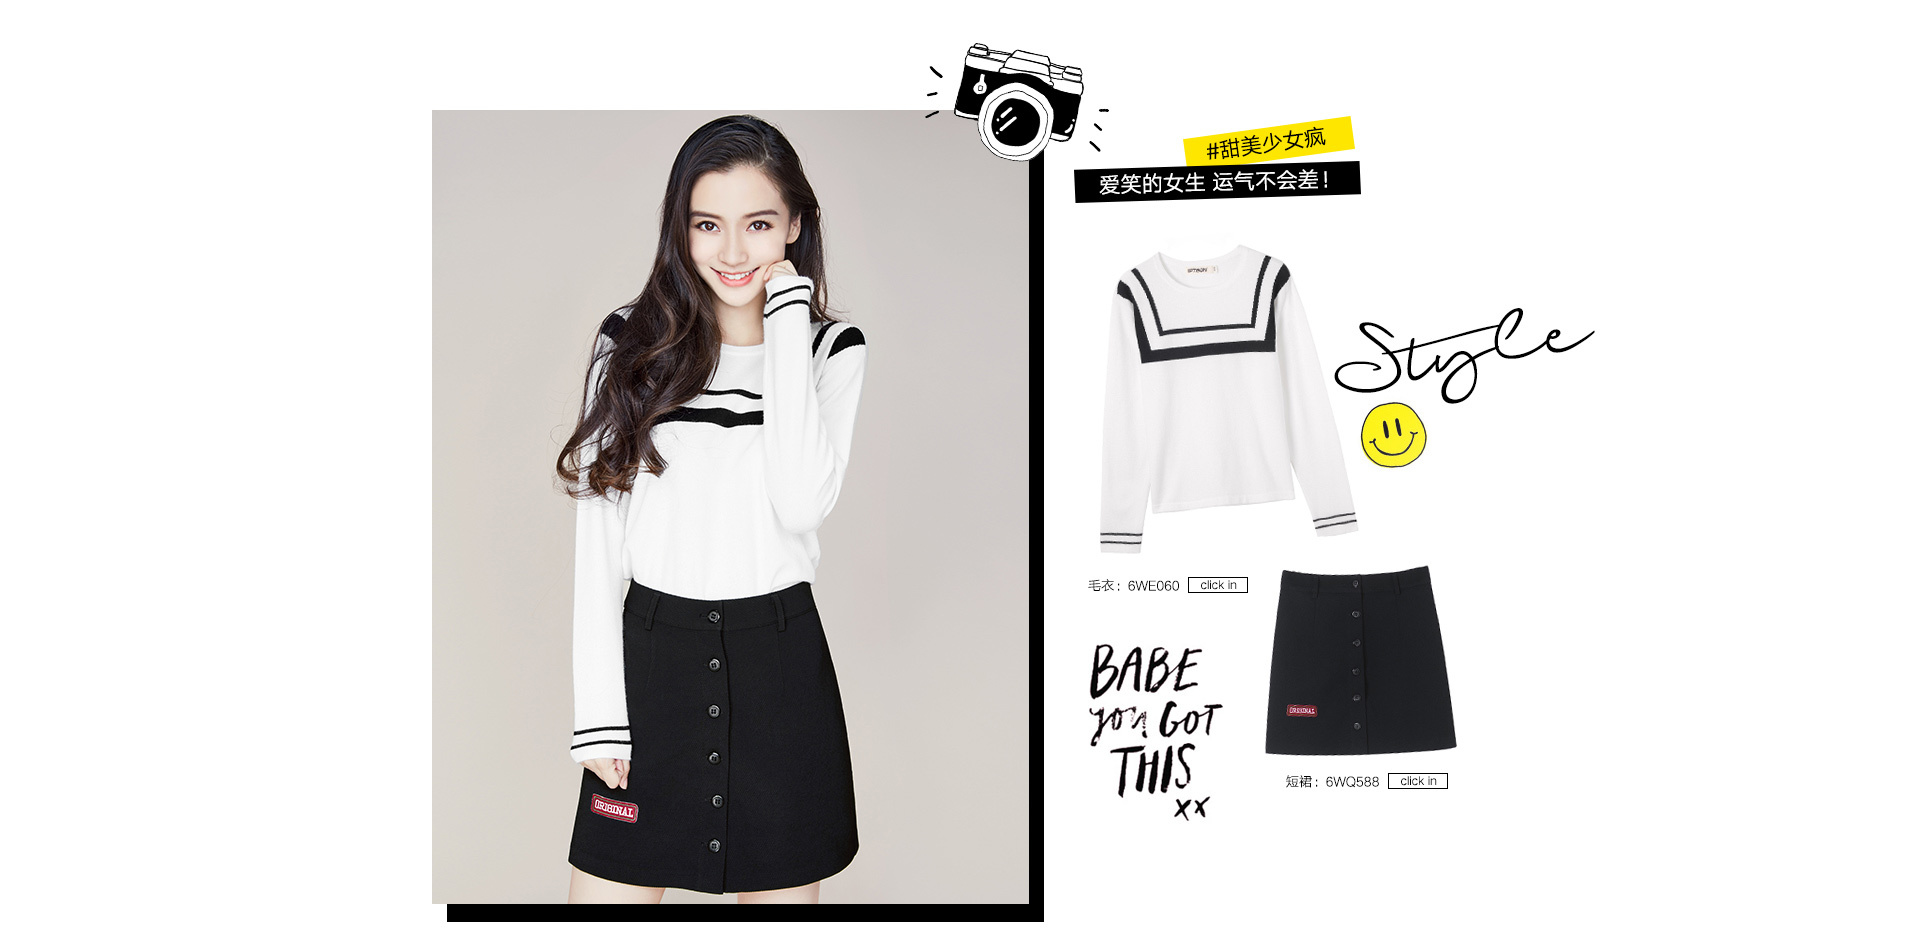 #甜美少女疯
爱笑的女生 运气不会差！
Style
毛衣：6WE060 click in
BABE
you GOT
THIS
xx
ORIGINAL
短裙：6WQ588 click in
ORIGINAL